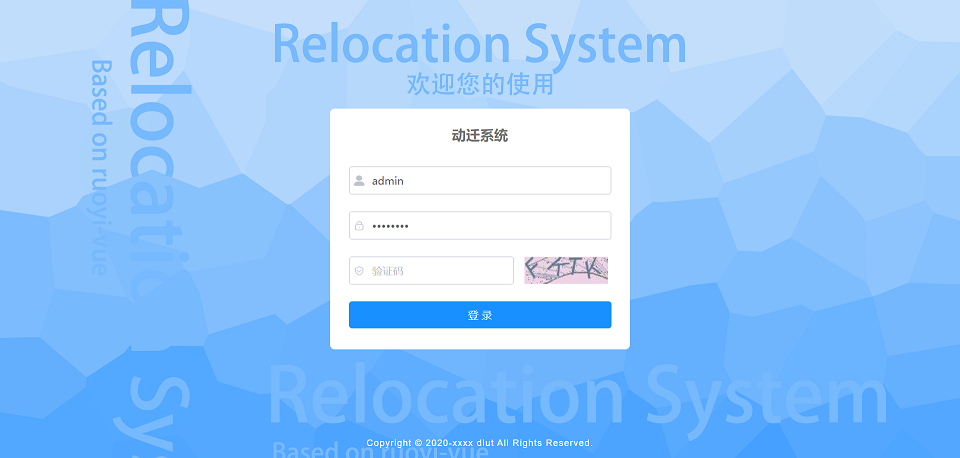 Relocation System
欢迎您的使用
Relocatio
Sy
Based on ruoyi-vue
动迁系统
admin
验证码
登 录
Relocation System
Based on ruoyi-vue
Copyright © 2020-xxxx dlut All Rights Reserved.